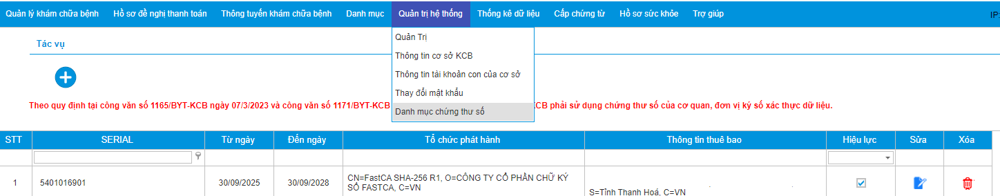 Quản lý khám chữa bệnh Hồ sơ đề nghị thanh toán Thông tuyến khám chữa bệnh Danh mục Quản trị hệ thống Thống kê dữ liệu Cấp chứng từ Hồ sơ sức khỏe Trợ giúp
Tác vụ
Quản Trị
Thông tin cơ sở KCB
Thông tin tài khoản con của cơ sở
Thay đổi mật khẩu
Danh mục chứng thư số
Theo quy định tại công văn số 1165/BYT-KCB ngày 07/3/2023 và công văn số 1171/BYT-KCB
KCB phải sử dụng chứng thư số của cơ quan, đơn vị ký số xác thực dữ liệu.
STT SERIAL Từ ngày Đến ngày Tổ chức phát hành Thông tin thuê bao Hiệu lực Sửa Xóa
1 5401016901 30/09/2025 30/09/2028 CN=FastCA SHA-256 R1, O=CÔNG TY CỔ PHẦN CHỮ KÝ
SỐ FASTCA, C=VN
S=Tỉnh Thanh Hoá, C=VN